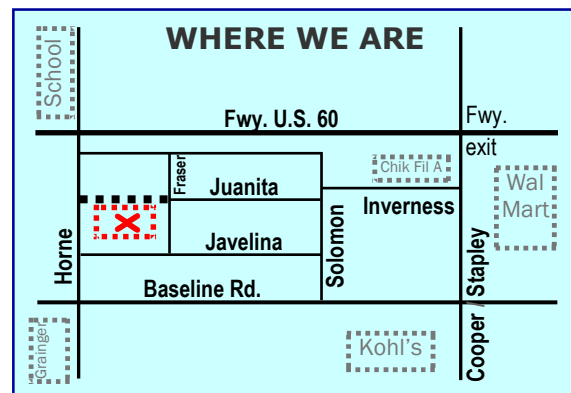 WHERE WE ARE
School
Fwy. U.S. 60
Fwy.
exit
Chik Fil A
Wal
Mart
Fraser
Juanita
Inverness
Javelina
Solomon
Horne
Baseline Rd.
Cooper / Stapley
Grainger
Kohl's